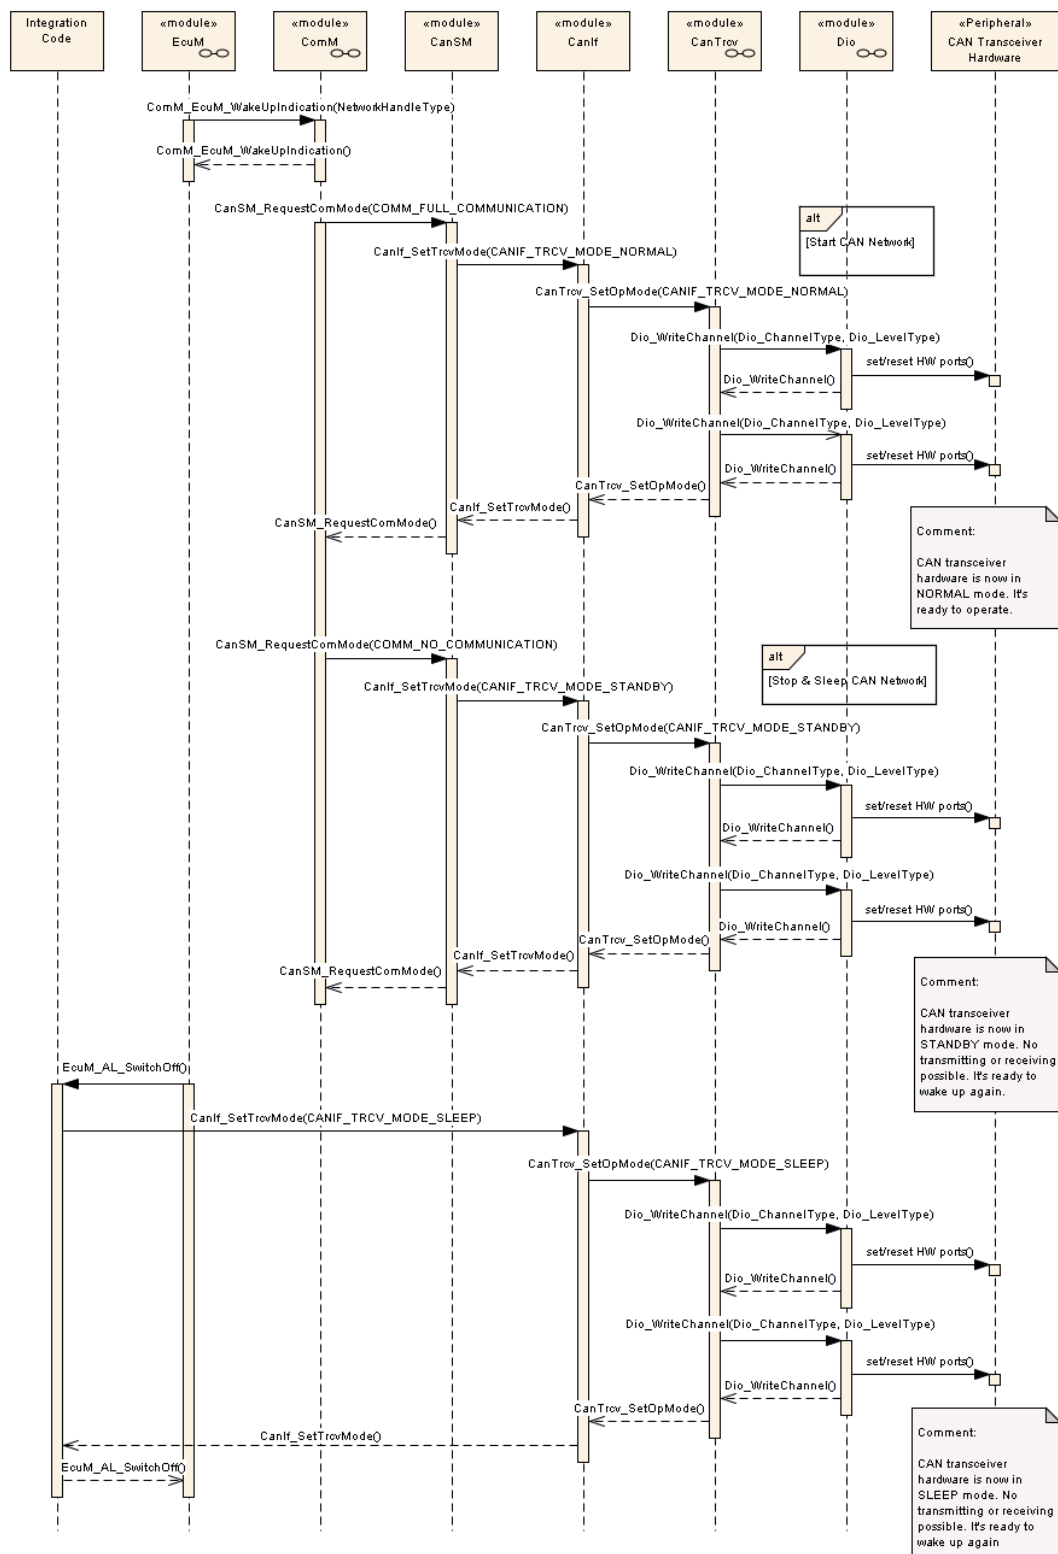 Integration
Code
«module»
EcuM
«module»
ComM
«module»
CanSM
«module»
CanIf
«module»
CanTrcv
«module»
Dio
«Peripheral»
CAN Transceiver
Hardware
ComM_EcuM_WakeUpIndication(NetworkHandleType)
ComM_EcuM_WakeUpIndication()
CanSM_RequestComMode(COMM_FULL_COMMUNICATION)
alt
[Start CAN Network]
CanIf_SetTrcvMode(CANIF_TRCV_MODE_NORMAL)
CanTrcv_SetOpMode(CANIF_TRCV_MODE_NORMAL)
Dio_WriteChannel(Dio_ChannelType, Dio_LevelType)
set/reset HW ports()
Dio_WriteChannel()
Dio_WriteChannel(Dio_ChannelType, Dio_LevelType)
set/reset HW ports()
Dio_WriteChannel()
CanTrcv_SetOpMode()
CanIf_SetTrcvMode()
CanSM_RequestComMode()
Comment:
CAN transceiver
hardware is now in
NORMAL mode. It's
ready to operate.
CanSM_RequestComMode(COMM_NO_COMMUNICATION)
alt
[Stop & Sleep CAN Network]
CanIf_SetTrcvMode(CANIF_TRCV_MODE_STANDBY)
CanTrcv_SetOpMode(CANIF_TRCV_MODE_STANDBY)
Dio_WriteChannel(Dio_ChannelType, Dio_LevelType)
set/reset HW ports()
Dio_WriteChannel()
Dio_WriteChannel(Dio_ChannelType, Dio_LevelType)
set/reset HW ports()
Dio_WriteChannel()
CanTrcv_SetOpMode()
CanIf_SetTrcvMode()
CanSM_RequestComMode()
Comment:
CAN transceiver
hardware is now in
STANDBY mode. No
transmitting or receiving
possible. It's ready to
wake up again.
EcuM_AL_SwitchOff()
CanIf_SetTrcvMode(CANIF_TRCV_MODE_SLEEP)
CanTrcv_SetOpMode(CANIF_TRCV_MODE_SLEEP)
Dio_WriteChannel(Dio_ChannelType, Dio_LevelType)
set/reset HW ports()
Dio_WriteChannel()
Dio_WriteChannel(Dio_ChannelType, Dio_LevelType)
set/reset HW ports()
Dio_WriteChannel()
CanTrcv_SetOpMode()
CanIf_SetTrcvMode()
EcuM_AL_SwitchOff()
Comment:
CAN transceiver
hardware is now in
SLEEP mode. No
transmitting or receiving
possible. It's ready to
wake up again